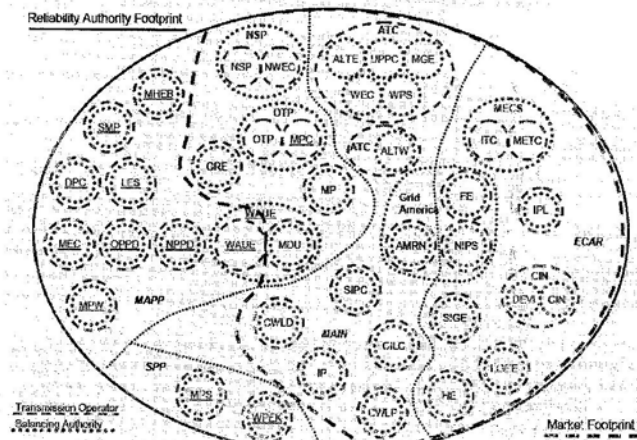 Reliability Authority Footprint
NSP
ATC
NSP NWEC
ALTE UPPC MGE
MHEB
WEC WPS
MECS
SMP
OTP
ITC METC
OTP MPC
ATC ALTW
GRE
DPC LES
MP
Grid
America
FE
IPL
WAUE
MEC OPPD NPPD WAUE MDU
AMRN NIPS
ECAR
SIPC
CIN
MPW
MAPP
DEVI CIN
CWLD
MAIN
SIGE
CILC
SPP
IP
LGEE
MPS
HE
WPEK
CWLP
Transmission Operator
Balancing Authority
Market Footprint